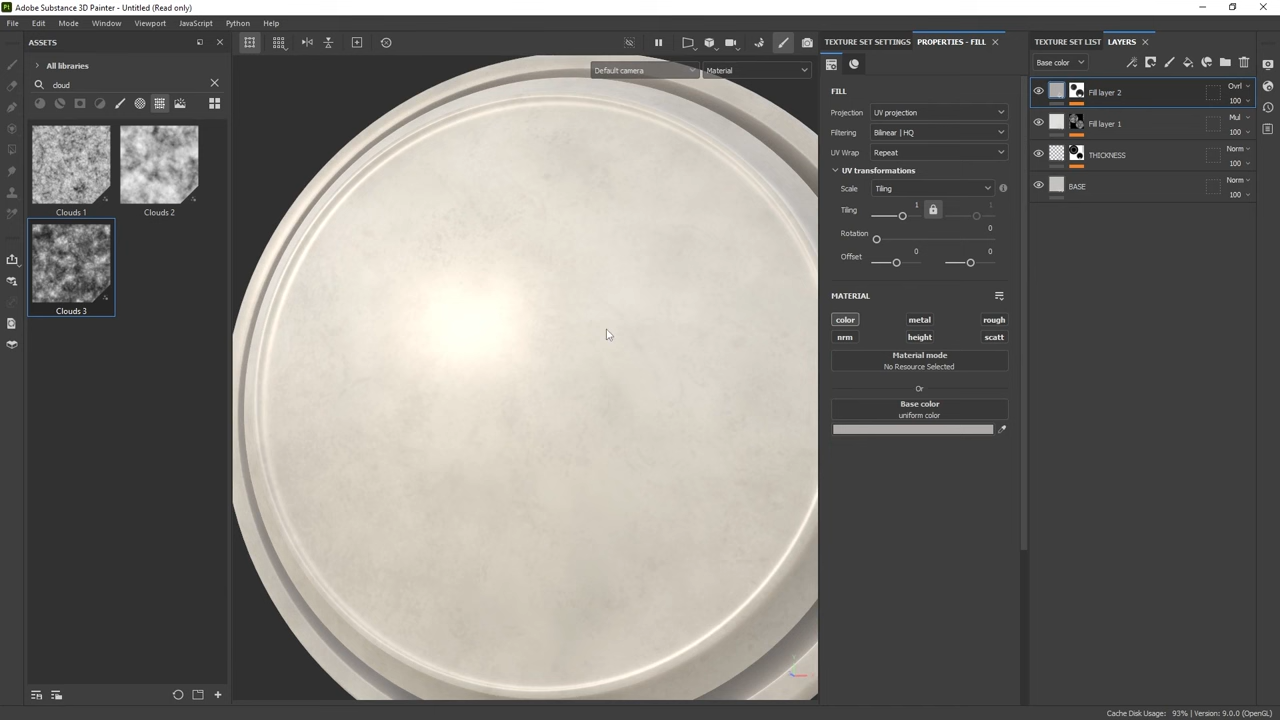 Pt Adobe Substance 3D Painter - Untitled (Read only)
File Edit Mode Window Viewport JavaScript Python Help
ASSETS
All libraries
cloud
Clouds 1
Clouds 2
Clouds 3
Default camera
Material
TEXTURE SET SETTINGS
PROPERTIES - FILL
FILL
Projection UV projection
Filtering Bilinear | HQ
UV Wrap Repeat
UV transformations
Scale Tiling
Tiling 1 1
Rotation 0
Offset 0 0
MATERIAL
color metal rough
nrm height scatt
Material mode
No Resource Selected
Or
Base color
uniform color
TEXTURE SET LIST
LAYERS
Base color
Fill layer 2 Ovrl 100
Fill layer 1 Mul 100
THICKNESS Norm 100
BASE Norm 100
Cache Disk Usage: 93% | Version: 9.0.0 (OpenGL)